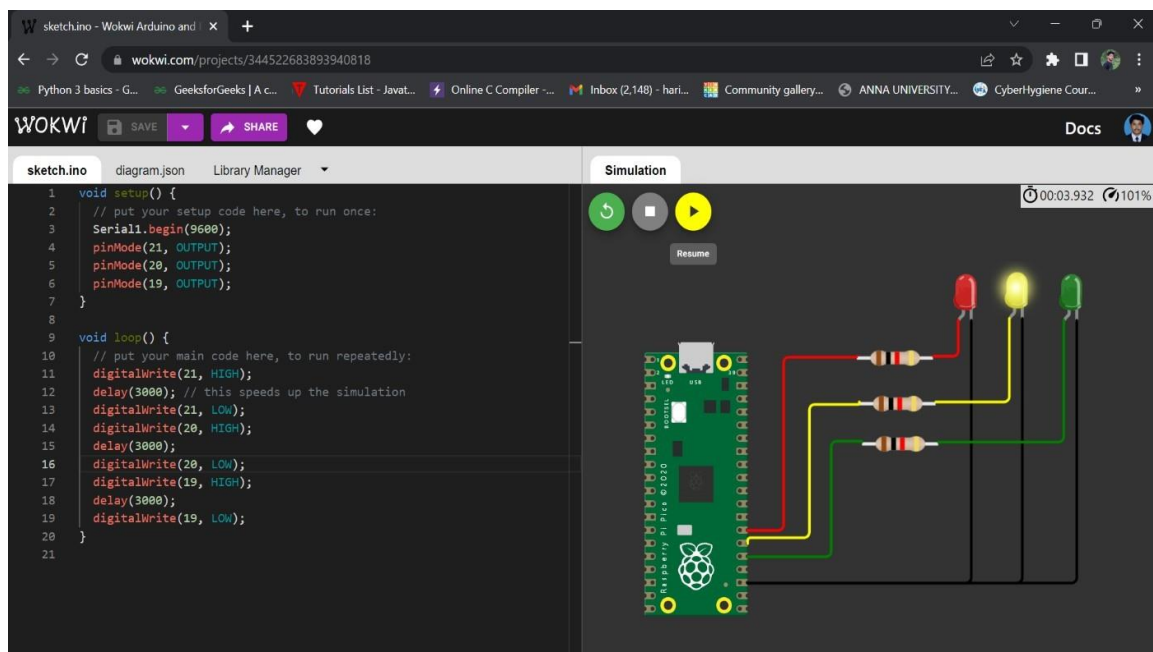 sketch.ino - Wokwi Arduino and
wokwi.com/projects/344522683893940818
Python 3 basics - G... GeeksforGeeks | A c... Tutorials List - Javat... Online C Compiler -... Inbox (2,148) - hari... Community gallery... ANNA UNIVERSITY... CyberHygiene Cour... »
WOKWI SAVE SHARE Docs
sketch.ino diagram.json Library Manager Simulation
1 void setup() {
2 // put your setup code here, to run once:
3 Serial1.begin(9600);
4 pinMode(21, OUTPUT);
5 pinMode(20, OUTPUT);
6 pinMode(19, OUTPUT);
7 }
8
9 void loop() {
10 // put your main code here, to run repeatedly:
11 digitalWrite(21, HIGH);
12 delay(3000); // this speeds up the simulation
13 digitalWrite(21, LOW);
14 digitalWrite(20, HIGH);
15 delay(3000);
16 digitalWrite(20, LOW);
17 digitalWrite(19, HIGH);
18 delay(3000);
19 digitalWrite(19, LOW);
20 }
21
00:03.932 101%
Resume
LED USB
BOOTSEL
Raspberry Pi Pico ©2020